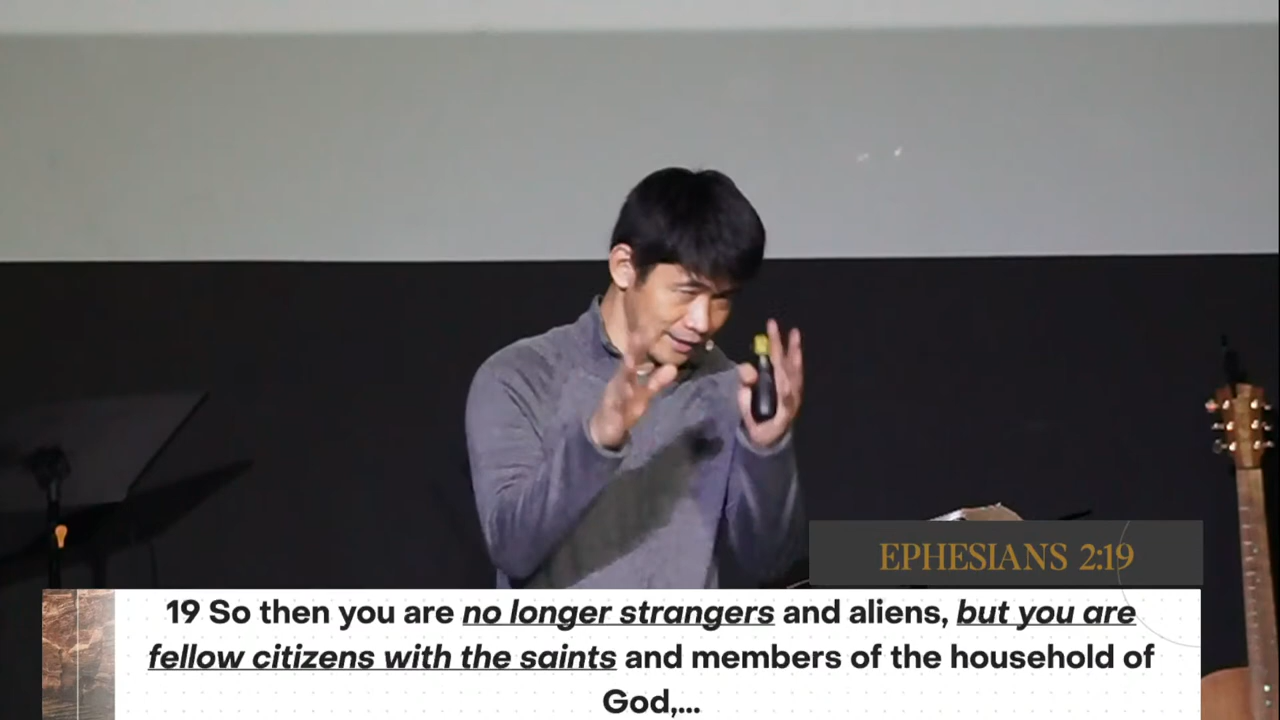 EPHESIANS 2:19
19 So then you are no longer strangers and aliens, but you are
fellow citizens with the saints and members of the household of
God,...